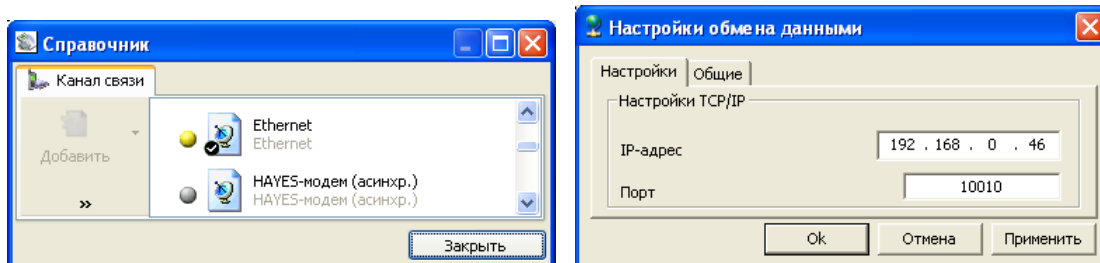 Справочник
Канал связи
Добавить
»
Ethernet
Ethernet
HAYES-модем (асинхр.)
HAYES-модем (асинхр.)
Закрыть
Настройки обмена данными
Настройки Общие
Настройки TCP/IP
IP-адрес 192 . 168 . 0 . 46
Порт 10010
Ok Отмена Применить